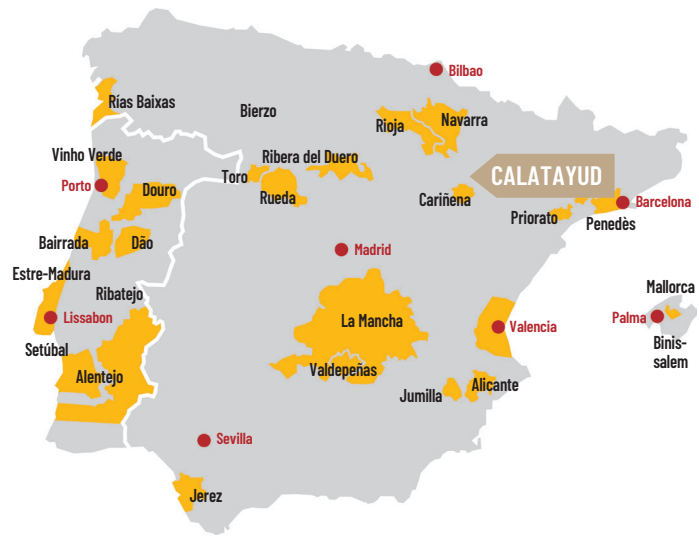 Bilbao
Rías Baixas
Bierzo
Rioja
Navarra
Vinho Verde
Ribera del Duero
Toro
CALATAYUD
Porto
Douro
Rueda
Cariñena
Barcelona
Priorato
Penedès
Bairrada
Dão
Madrid
Estre-Madura
Ribatejo
Mallorca
Lissabon
La Mancha
Valencia
Palma
Setúbal
Binis-
salem
Valdepeñas
Alentejo
Jumilla
Alicante
Sevilla
Jerez